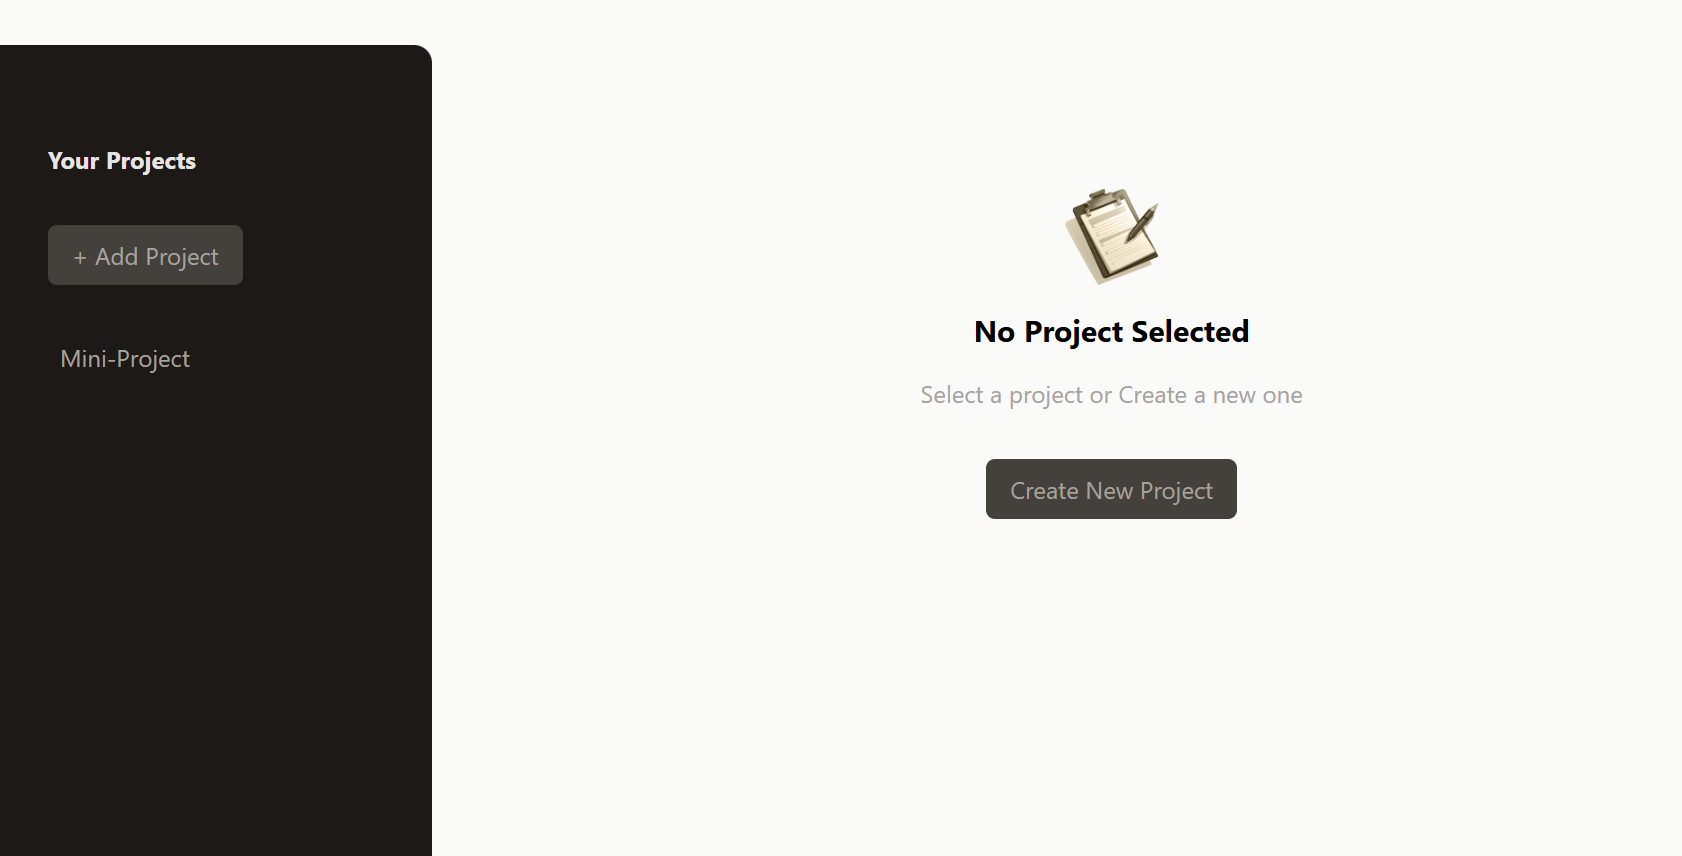 Your Projects
+ Add Project
Mini-Project
No Project Selected
Select a project or Create a new one
Create New Project